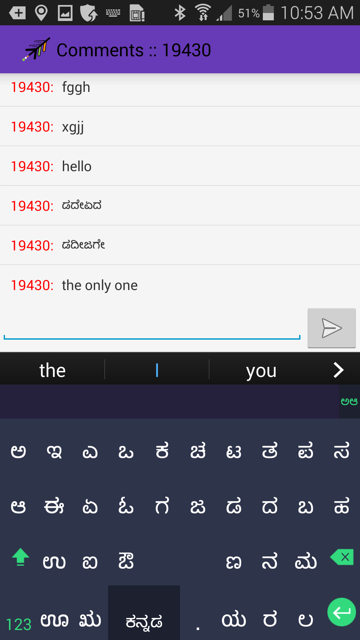 51% 10:53 AM
Comments :: 19430
19430: fggh
19430: xgjj
19430: hello
19430: ಡದೇಏದ
19430: ಡದೀಜಗೇ
19430: the only one
the I you
ಅಆ
ಅ ಇ ಎ ಒ ಕ ಚ ಟ ತ ಪ ಸ
ಆ ಈ ಏ ಓ ಗ ಜ ಡ ದ ಬ ಹ
ಉ ಐ ಔ ಣ ನ ಮ
123 ಊ ಋ ಕನ್ನಡ . ಯ ರ ಲ